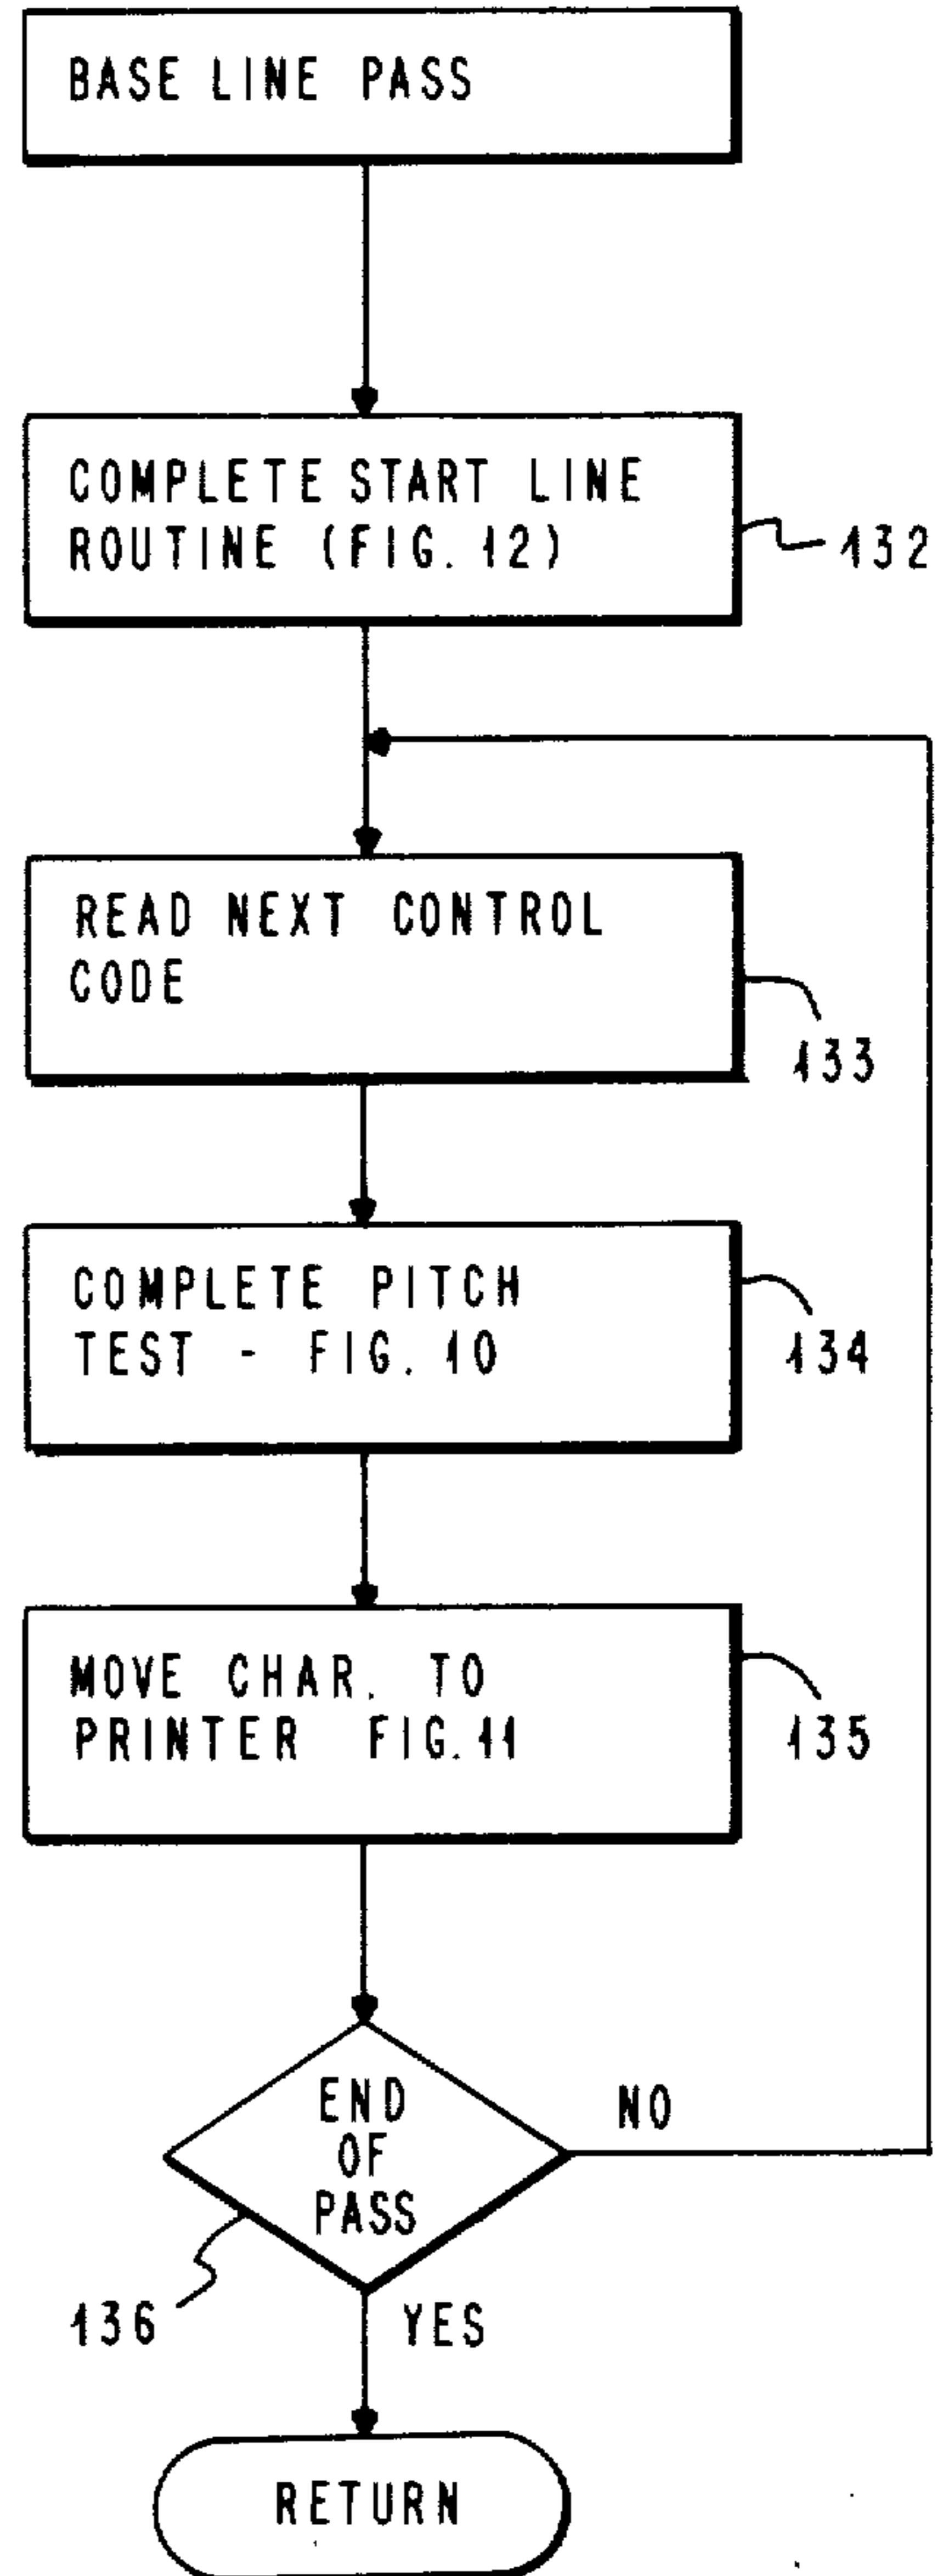 BASE LINE PASS
COMPLETE START LINE
ROUTINE (FIG. 12)
132
READ NEXT CONTROL
CODE
133
COMPLETE PITCH
TEST - FIG. 10
134
MOVE CHAR. TO
PRINTER FIG. 11
135
END
OF
PASS
NO
136
YES
RETURN